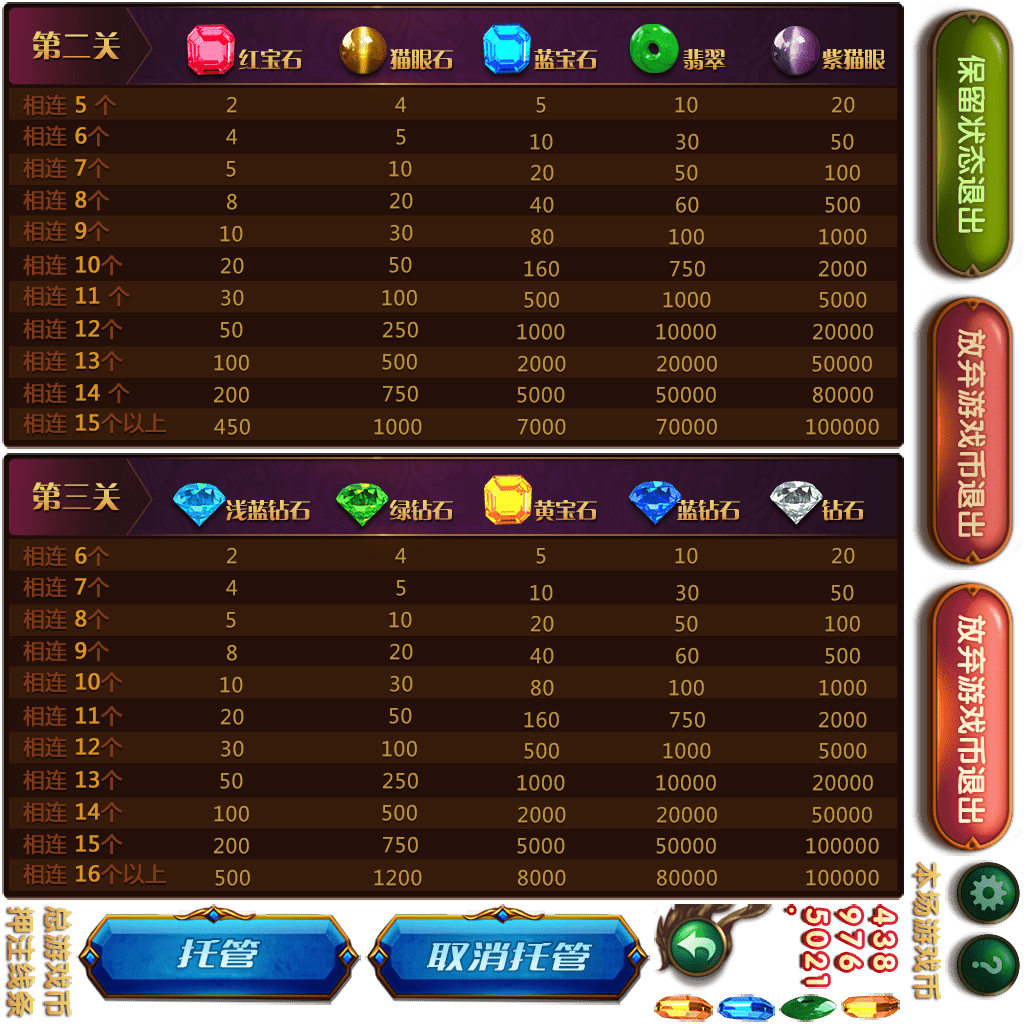 第二关 红宝石 猫眼石 蓝宝石 翡翠 紫猫眼
相连 5 个 2 4 5 10 20
相连 6个 4 5 10 30 50
相连 7个 5 10 20 50 100
相连 8个 8 20 40 60 500
相连 9个 10 30 80 100 1000
相连 10个 20 50 160 750 2000
相连 11 个 30 100 500 1000 5000
相连 12个 50 250 1000 10000 20000
相连 13个 100 500 2000 20000 50000
相连 14 个 200 750 5000 50000 80000
相连 15个以上 450 1000 7000 70000 100000
第三关 浅蓝钻石 绿钻石 黄宝石 蓝钻石 钻石
相连 6个 2 4 5 10 20
相连 7个 4 5 10 30 50
相连 8个 5 10 20 50 100
相连 9个 8 20 40 60 500
相连 10个 10 30 80 100 1000
相连 11个 20 50 160 750 2000
相连 12个 30 100 500 1000 5000
相连 13个 50 250 1000 10000 20000
相连 14个 100 500 2000 20000 50000
相连 15个 200 750 5000 50000 100000
相连 16个以上 500 1200 8000 80000 100000
保留状态退出
放弃游戏币退出
放弃游戏币退出
总游戏币
押注线条
托管
取消托管
438
976
5021
.
本场游戏币
?